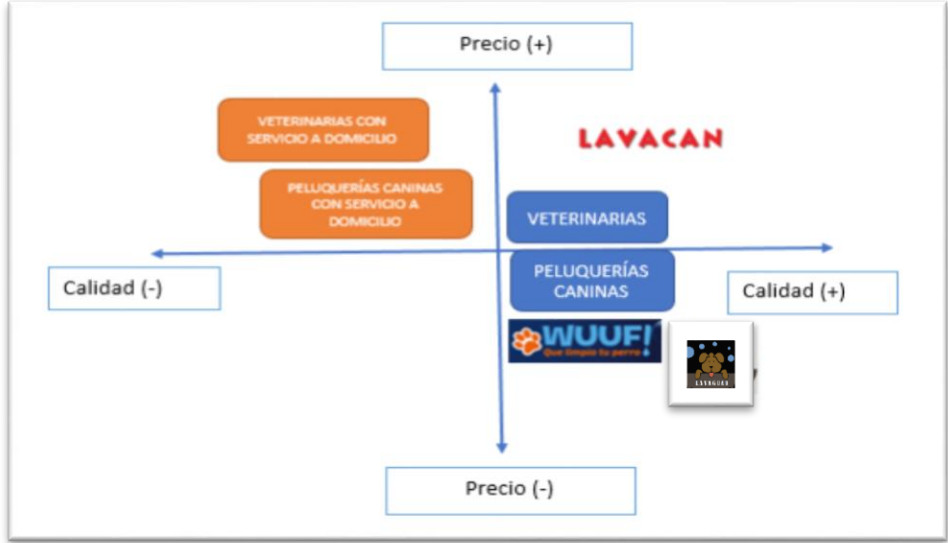 Precio (+)
VETERINARIAS CON
SERVICIO A DOMICILIO
LAVACAN
PELUQUERÍAS CANINAS
CON SERVICIO A
DOMICILIO
VETERINARIAS
Calidad (-)
PELUQUERÍAS
CANINAS
Calidad (+)
WUUF!
Que limpio tu perro
Precio (-)